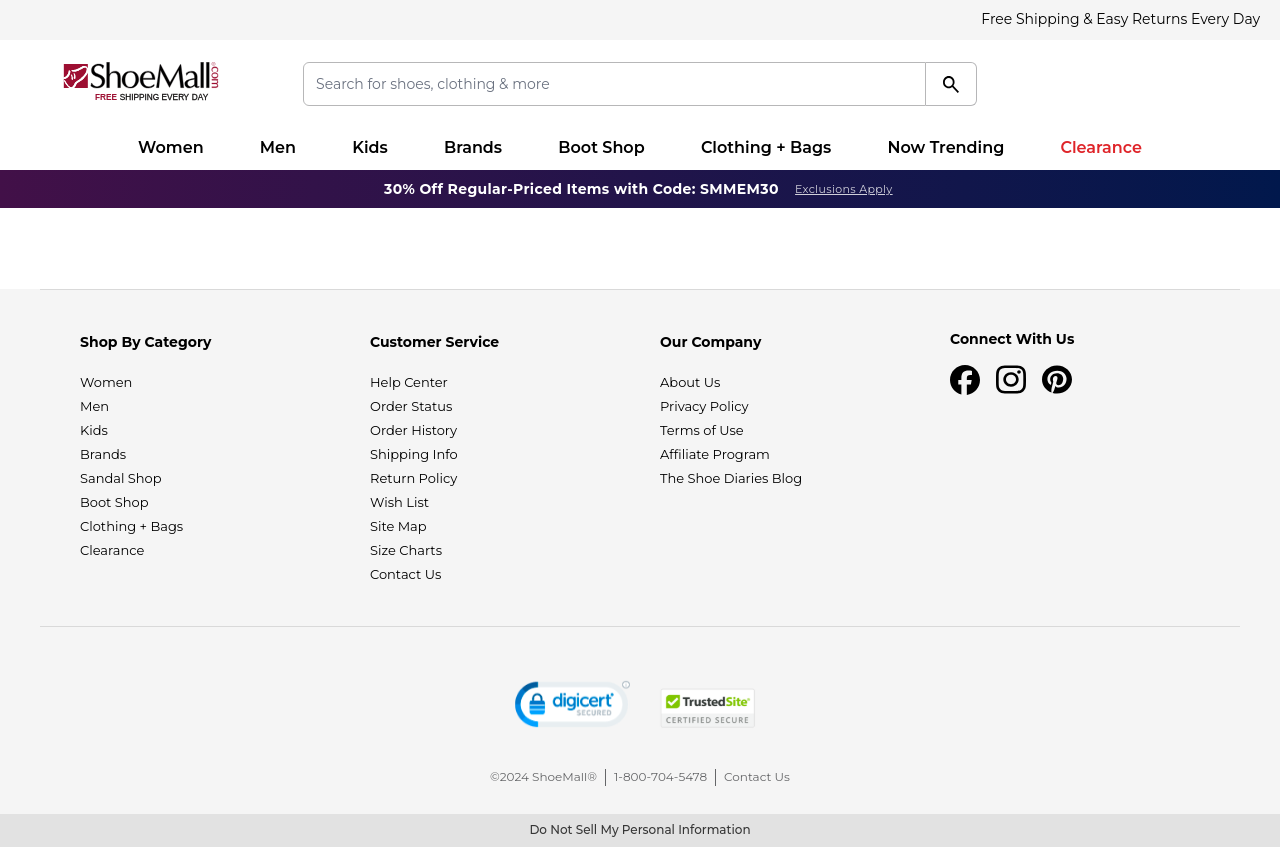 Free Shipping & Easy Returns Every Day
ShoeMall.com
FREE SHIPPING EVERY DAY
Search for shoes, clothing & more
Women Men Kids Brands Boot Shop Clothing + Bags Now Trending Clearance
30% Off Regular-Priced Items with Code: SMMEM30 Exclusions Apply
Shop By Category
Women
Men
Kids
Brands
Sandal Shop
Boot Shop
Clothing + Bags
Clearance
Customer Service
Help Center
Order Status
Order History
Shipping Info
Return Policy
Wish List
Site Map
Size Charts
Contact Us
Our Company
About Us
Privacy Policy
Terms of Use
Affiliate Program
The Shoe Diaries Blog
Connect With Us
digicert
SECURED
TrustedSite
CERTIFIED SECURE
©2024 ShoeMall® 1-800-704-5478 Contact Us
Do Not Sell My Personal Information